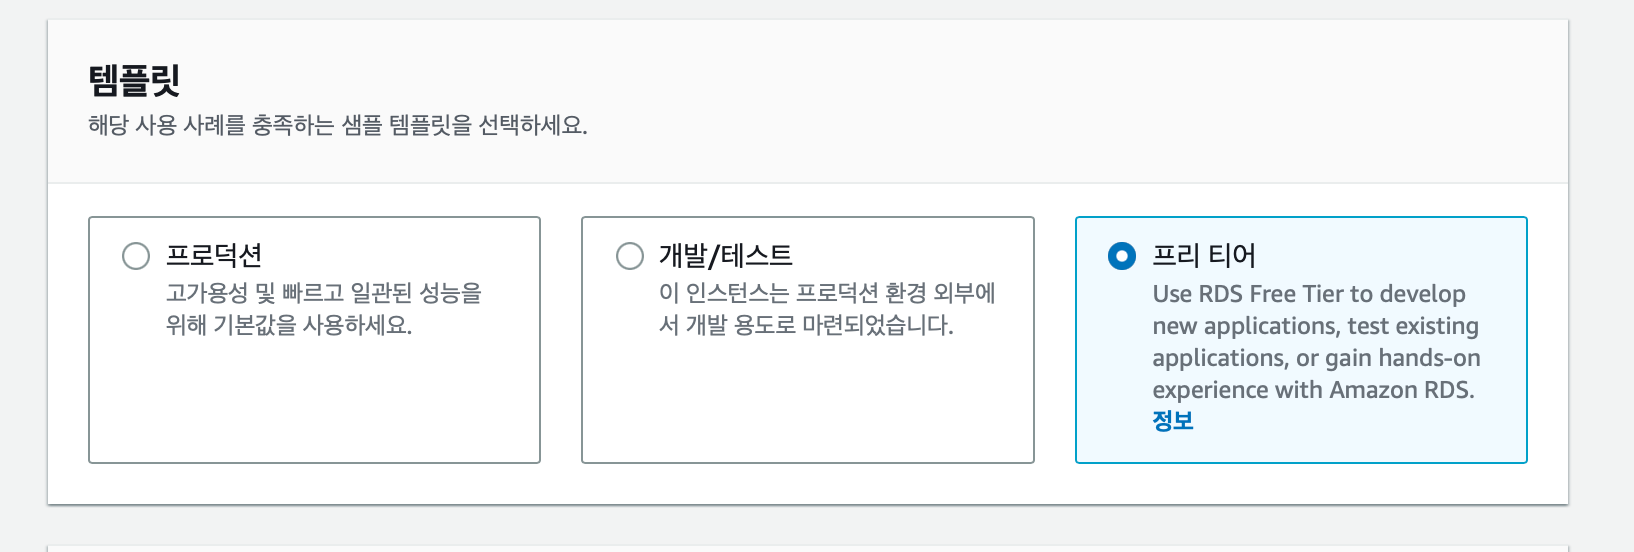 템플릿
해당 사용 사례를 충족하는 샘플 템플릿을 선택하세요.
프로덕션
고가용성 및 빠르고 일관된 성능을
위해 기본값을 사용하세요.
개발/테스트
이 인스턴스는 프로덕션 환경 외부에
서 개발 용도로 마련되었습니다.
프리 티어
Use RDS Free Tier to develop
new applications, test existing
applications, or gain hands-on
experience with Amazon RDS.
정보